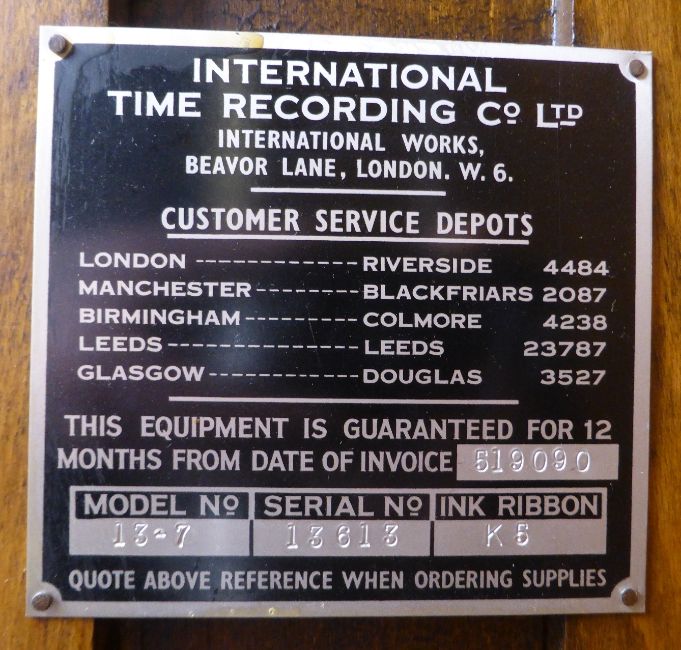 INTERNATIONAL
TIME RECORDING Co LTD
INTERNATIONAL WORKS,
BEAVOR LANE, LONDON. W. 6.
CUSTOMER SERVICE DEPOTS
LONDON ------------- RIVERSIDE 4484
MANCHESTER -------- BLACKFRIARS 2087
BIRMINGHAM --------- COLMORE 4238
LEEDS --------------- LEEDS 23787
GLASGOW ------------ DOUGLAS 3527
THIS EQUIPMENT IS GUARANTEED FOR 12
MONTHS FROM DATE OF INVOICE 519090
MODEL No SERIAL No INK RIBBON
13-7 13613 K5
QUOTE ABOVE REFERENCE WHEN ORDERING SUPPLIES